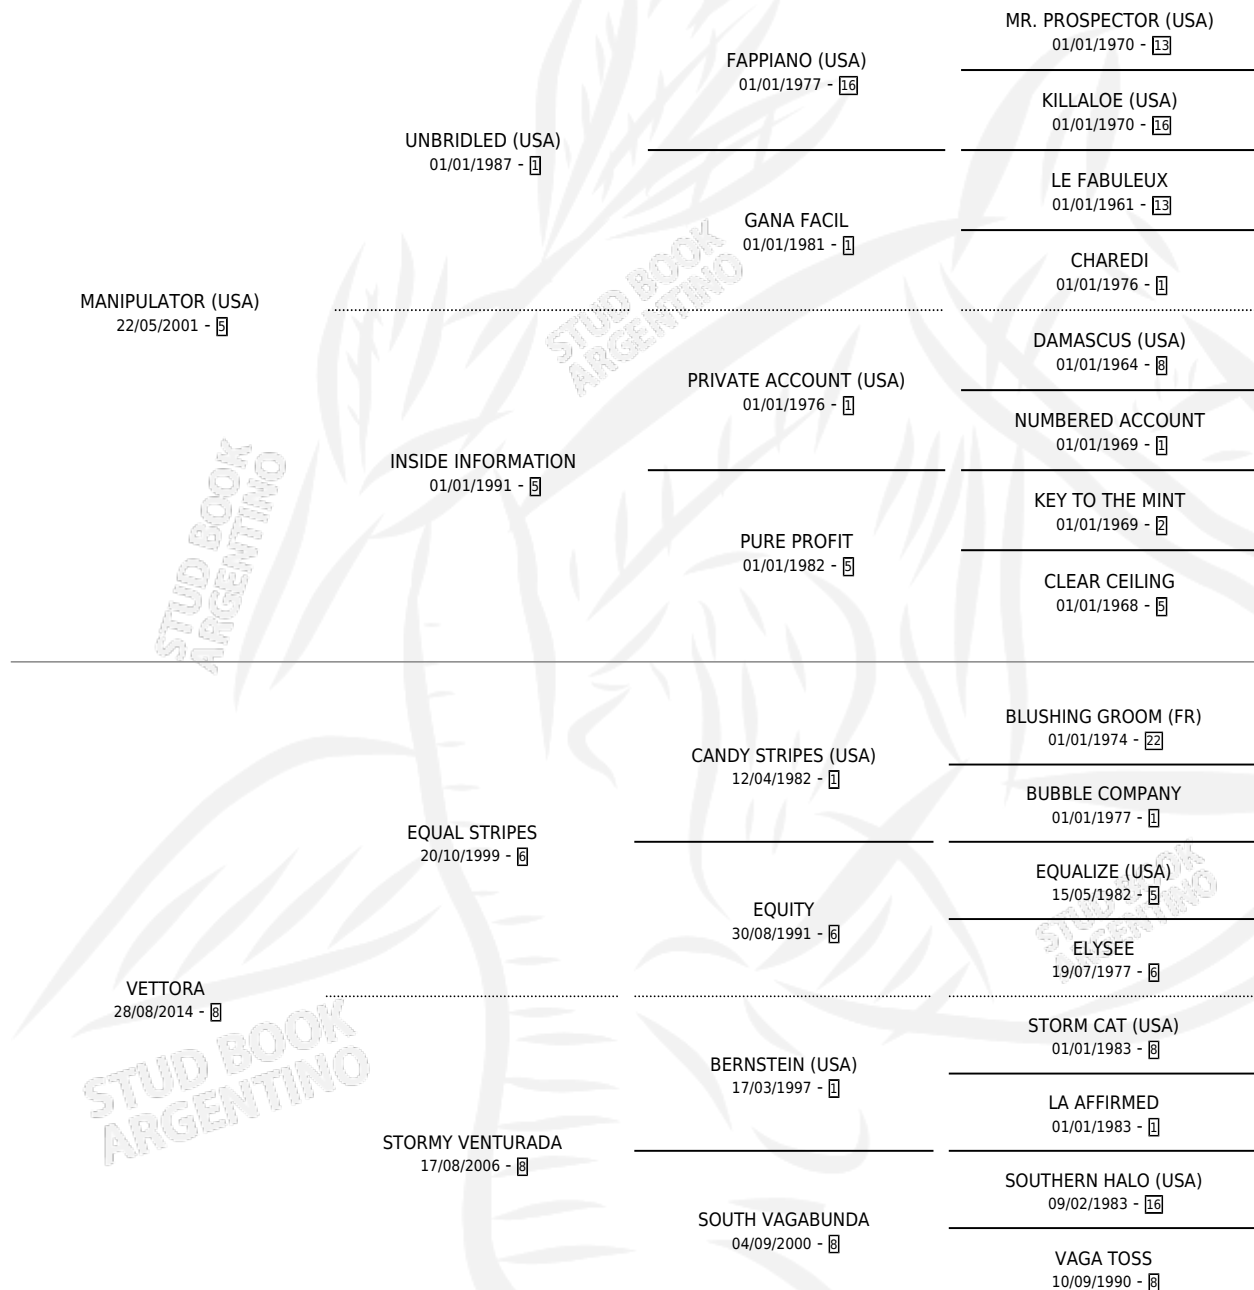 MR. PROSPECTOR (USA)
01/01/1970 - 13
FAPPIANO (USA)
01/01/1977 - 16
KILLALOE (USA)
01/01/1970 - 16
UNBRIDLED (USA)
01/01/1987 - 1
LE FABULEUX
01/01/1961 - 13
GANA FACIL
01/01/1981 - 1
CHAREDI
01/01/1976 - 1
MANIPULATOR (USA)
22/05/2001 - 5
DAMASCUS (USA)
01/01/1964 - 8
PRIVATE ACCOUNT (USA)
01/01/1976 - 1
NUMBERED ACCOUNT
01/01/1969 - 1
INSIDE INFORMATION
01/01/1991 - 5
KEY TO THE MINT
01/01/1969 - 2
PURE PROFIT
01/01/1982 - 5
CLEAR CEILING
01/01/1968 - 5
BLUSHING GROOM (FR)
01/01/1974 - 22
CANDY STRIPES (USA)
12/04/1982 - 1
BUBBLE COMPANY
01/01/1977 - 1
EQUAL STRIPES
20/10/1999 - 6
EQUALIZE (USA)
15/05/1982 - 5
EQUITY
30/08/1991 - 6
ELYSEE
19/07/1977 - 6
VETTORA
28/08/2014 - 8
STORM CAT (USA)
01/01/1983 - 8
BERNSTEIN (USA)
17/03/1997 - 1
LA AFFIRMED
01/01/1983 - 1
STORMY VENTURADA
17/08/2006 - 8
SOUTHERN HALO (USA)
09/02/1983 - 16
SOUTH VAGABUNDA
04/09/2000 - 8
VAGA TOSS
10/09/1990 - 8
STUD BOOK
ARGENTINO
STUD BOOK
ARGENTINO
STUD BOOK
ARGENTINO
STUD BOOK
ARGENTINO